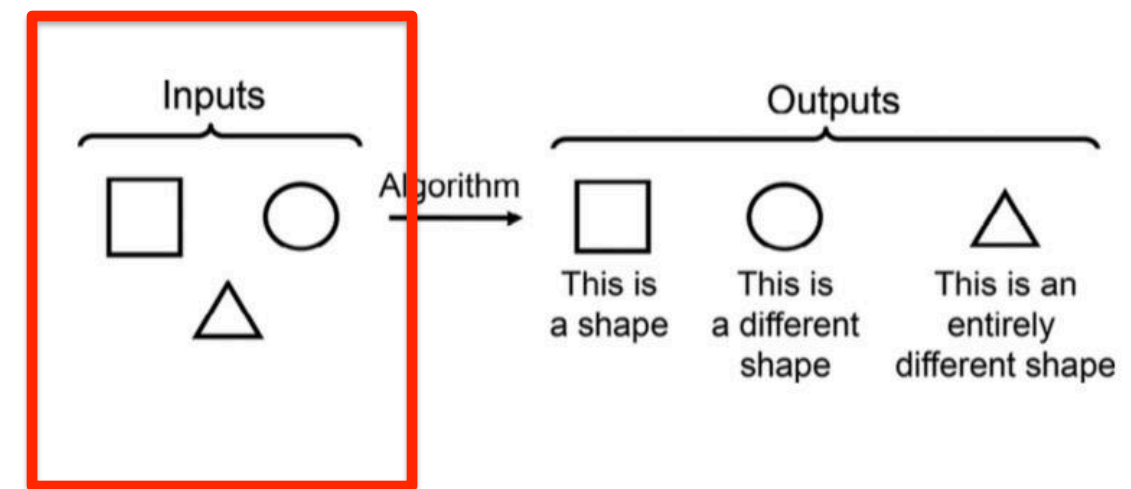 Inputs
Outputs
Algorithm
This is
a shape
This is
a different
shape
This is an
entirely
different shape